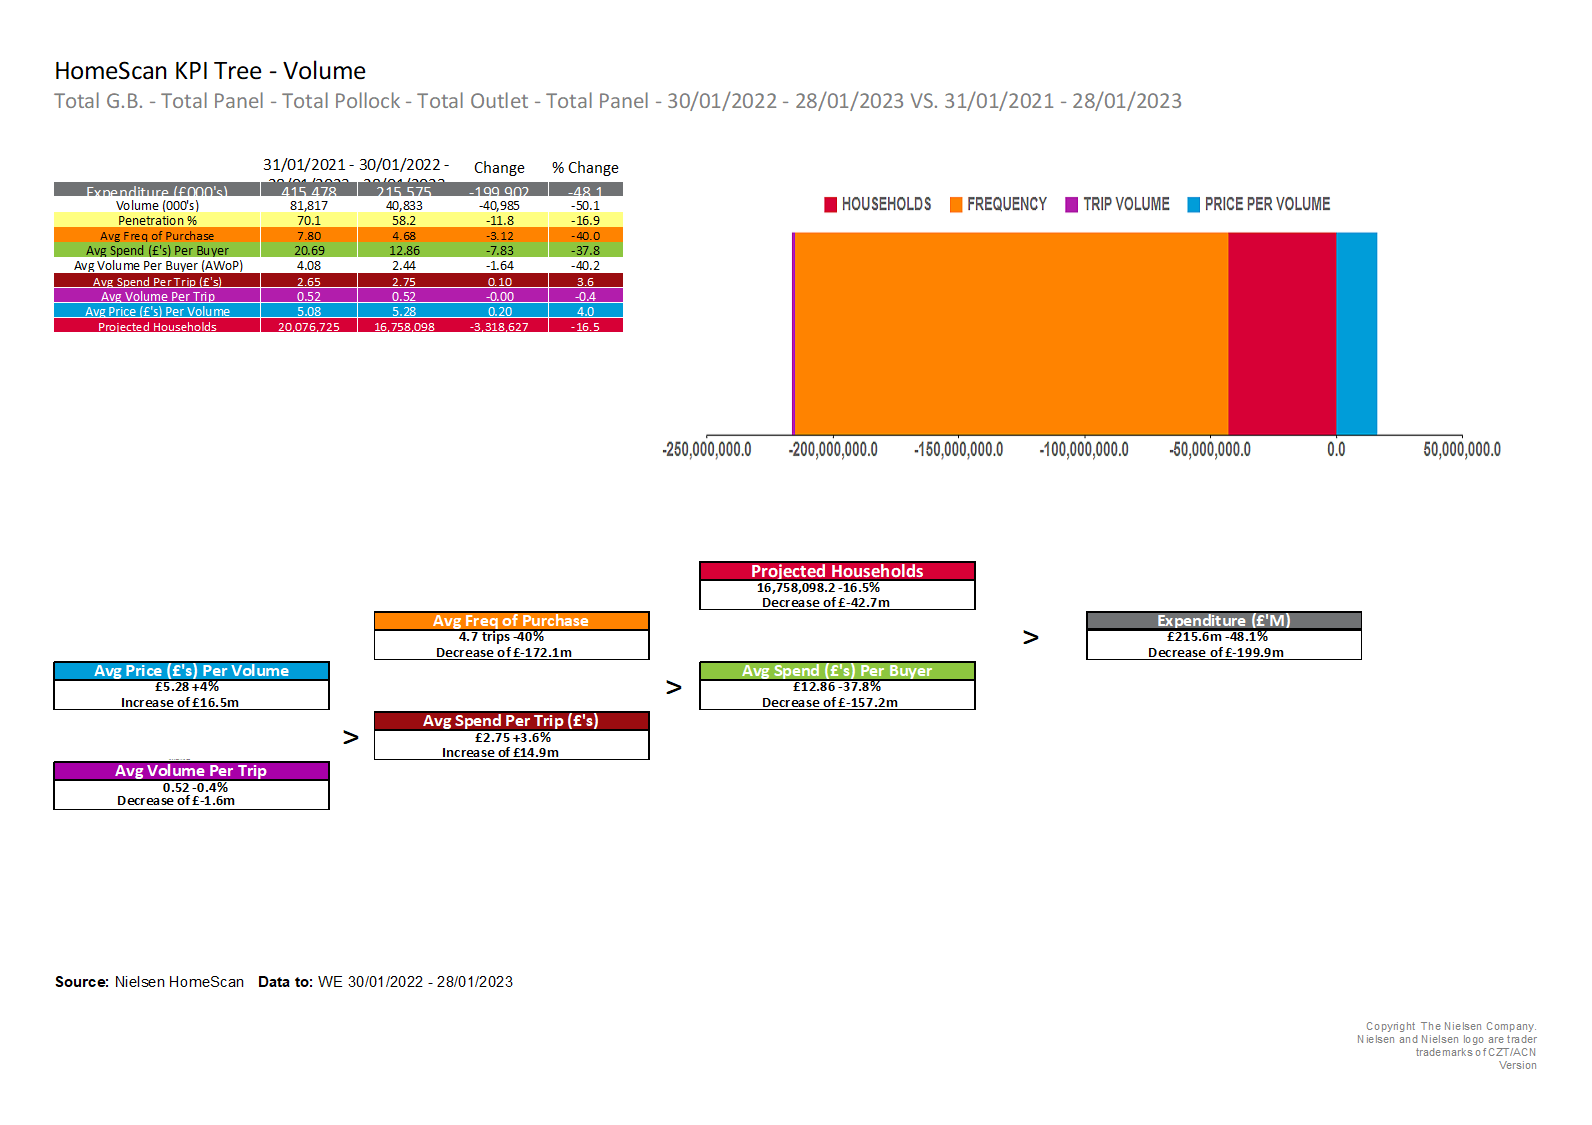 HomeScan KPI Tree - Volume
Total G.B. - Total Panel - Total Pollock - Total Outlet - Total Panel - 30/01/2022 - 28/01/2023 VS. 31/01/2021 - 28/01/2023
31/01/2021 - 30/01/2022 - Change % Change
Expenditure (£000's) 415,478 215,575 -199,902 -48.1
Volume (000's) 81,817 40,833 -40,985 -50.1
Penetration % 70.1 58.2 -11.8 -16.9
Avg Freq of Purchase 7.80 4.68 -3.12 -40.0
Avg Spend (£'s) Per Buyer 20.69 12.86 -7.83 -37.8
Avg Volume Per Buyer (AWoP) 4.08 2.44 -1.64 -40.2
Avg Spend Per Trip (£'s) 2.65 2.75 0.10 3.6
Avg Volume Per Trip 0.52 0.52 -0.00 -0.4
Avg Price (£'s) Per Volume 5.08 5.28 0.20 4.0
Projected Households 20,076,725 16,758,098 -3,318,627 -16.5
HOUSEHOLDS FREQUENCY TRIP VOLUME PRICE PER VOLUME
-250,000,000.0 -200,000,000.0 -150,000,000.0 -100,000,000.0 -50,000,000.0 0.0 50,000,000.0
Projected Households
16,758,098.2 -16.5%
Decrease of £-42.7m
Avg Freq of Purchase
4.7 trips -40%
Decrease of £-172.1m
>
Expenditure (£'M)
£215.6m -48.1%
Decrease of £-199.9m
Avg Price (£'s) Per Volume
£5.28 +4%
Increase of £16.5m
>
Avg Spend (£'s) Per Buyer
£12.86 -37.8%
Decrease of £-157.2m
>
Avg Spend Per Trip (£'s)
£2.75 +3.6%
Increase of £14.9m
Avg Volume Per Trip
0.52 -0.4%
Decrease of £-1.6m
Source: Nielsen HomeScan Data to: WE 30/01/2022 - 28/01/2023
Copyright The Nielsen Company.
Nielsen and Nielsen logo are trader
trademarks of CZT/ACN
Version